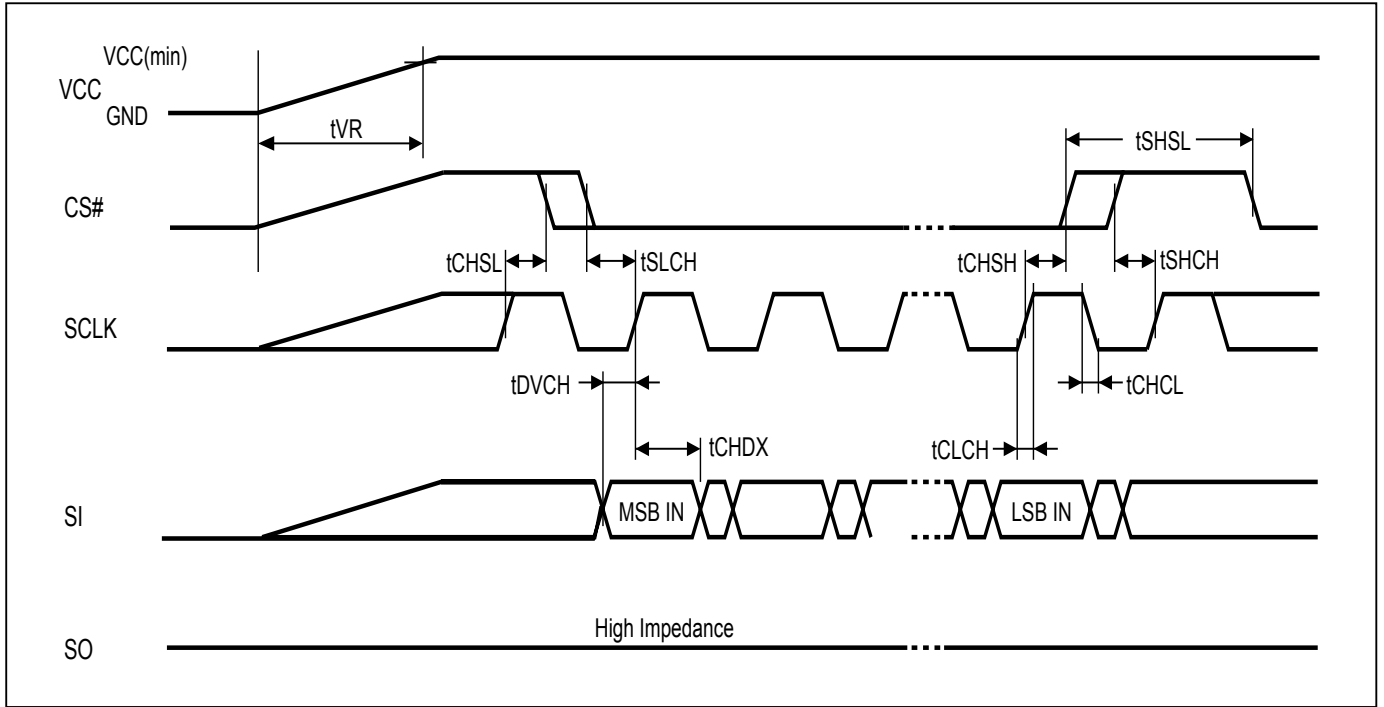 VCC(min)
VCC
GND
tVR
tSHSL
CS#
tCHSL
tSLCH
tCHSH
tSHCH
SCLK
tDVCH
tCHCL
tCHDX
tCLCH
SI
MSB IN
LSB IN
High Impedance
SO